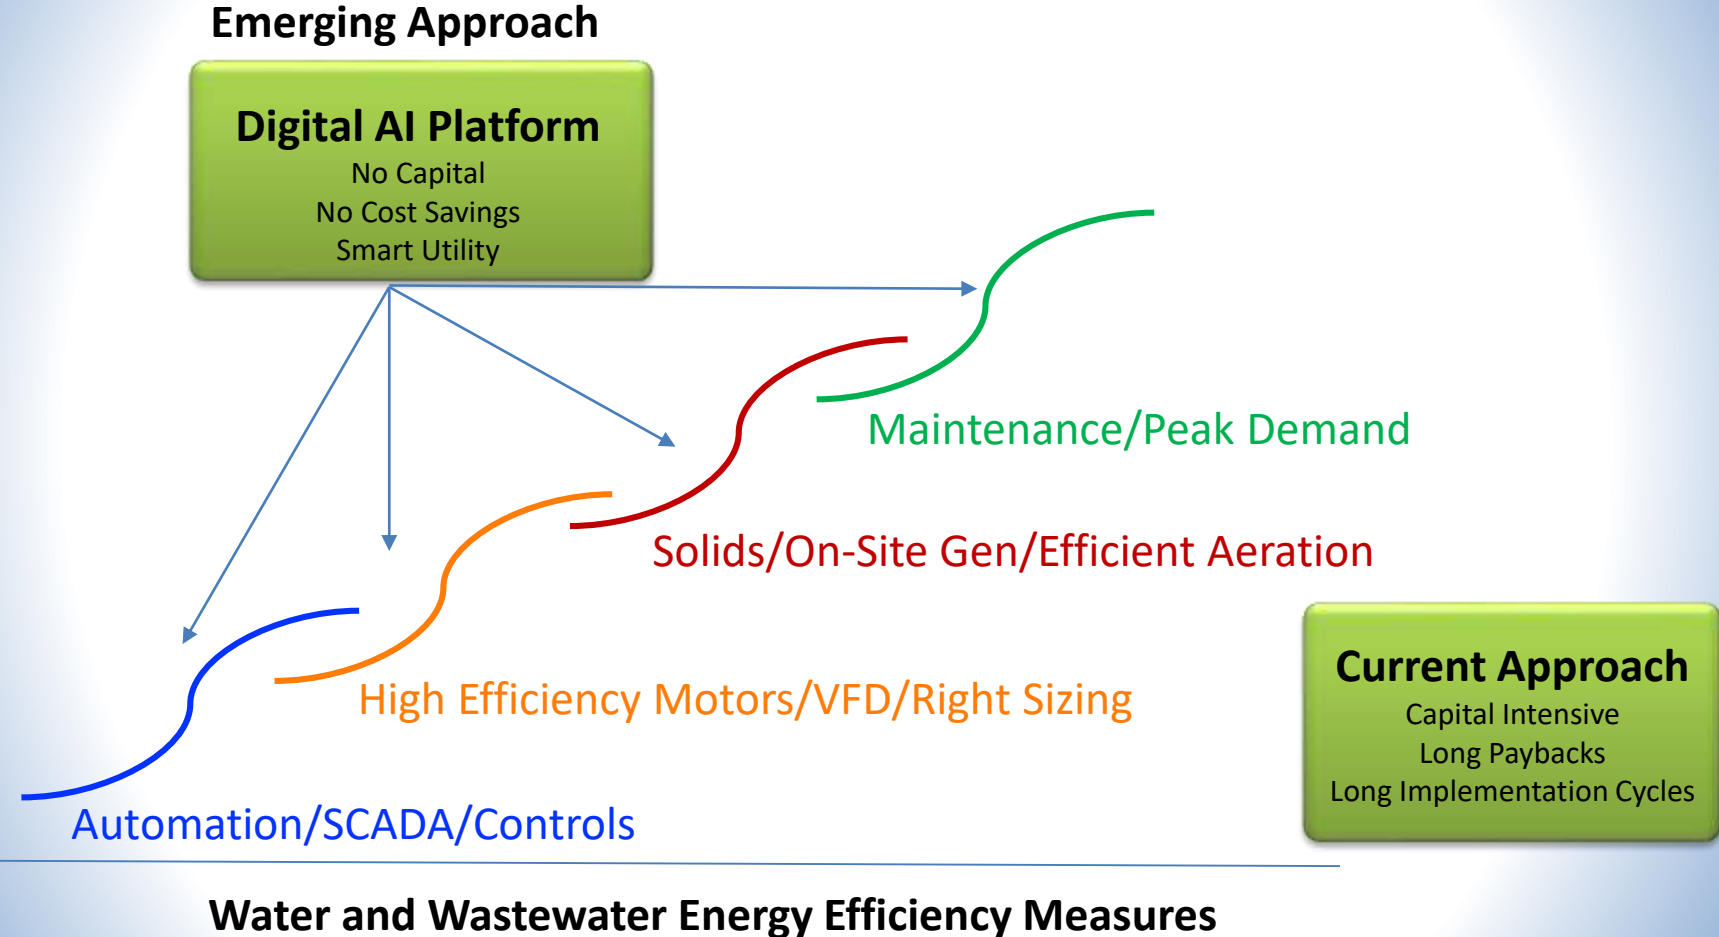 Emerging Approach
Digital AI Platform
No Capital
No Cost Savings
Smart Utility
Maintenance/Peak Demand
Solids/On-Site Gen/Efficient Aeration
High Efficiency Motors/VFD/Right Sizing
Automation/SCADA/Controls
Current Approach
Capital Intensive
Long Paybacks
Long Implementation Cycles
Water and Wastewater Energy Efficiency Measures